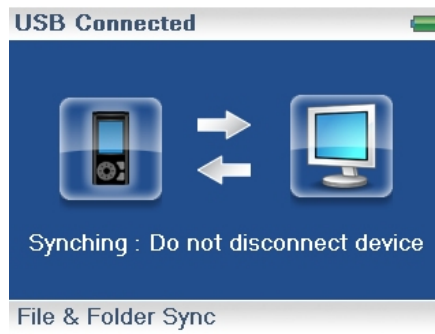 USB Connected
Synching : Do not disconnect device
File & Folder Sync